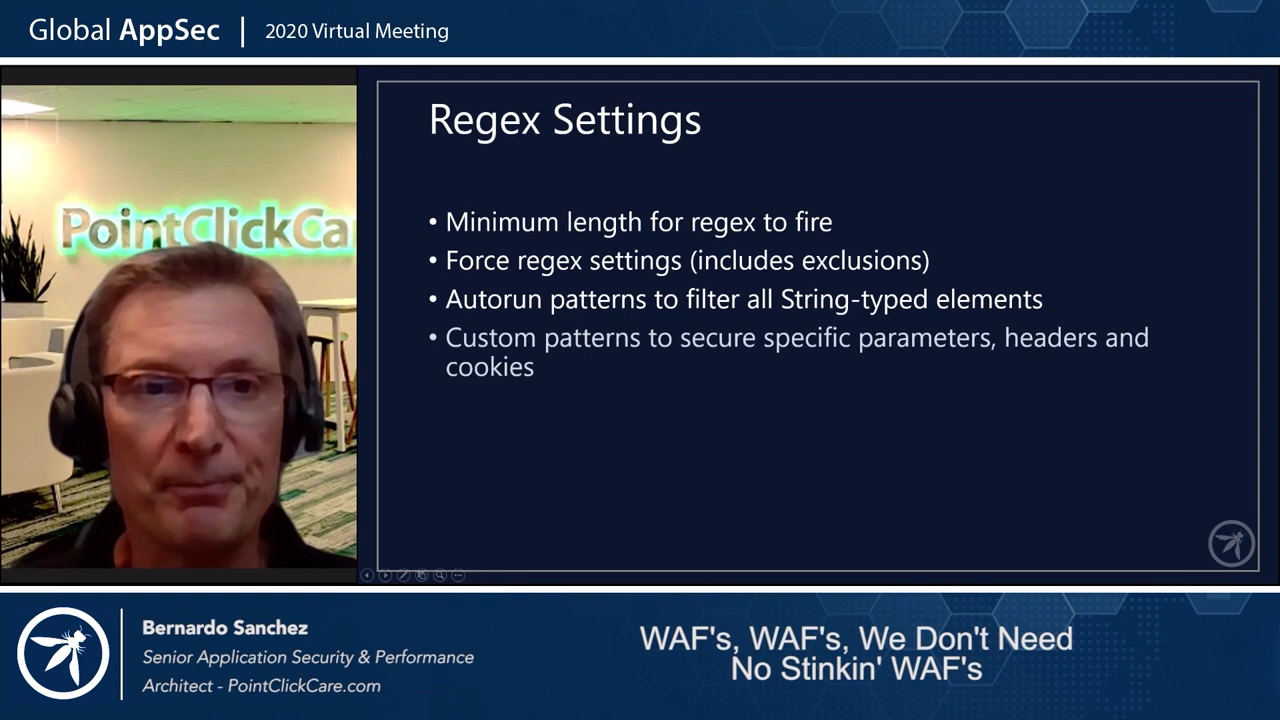 Global AppSec | 2020 Virtual Meeting
PointClickCa
Regex Settings
• Minimum length for regex to fire
• Force regex settings (includes exclusions)
• Autorun patterns to filter all String-typed elements
• Custom patterns to secure specific parameters, headers and
cookies
Bernardo Sanchez
Senior Application Security & Performance
Architect - PointClickCare.com
WAF's, WAF's, We Don't Need
No Stinkin' WAF's